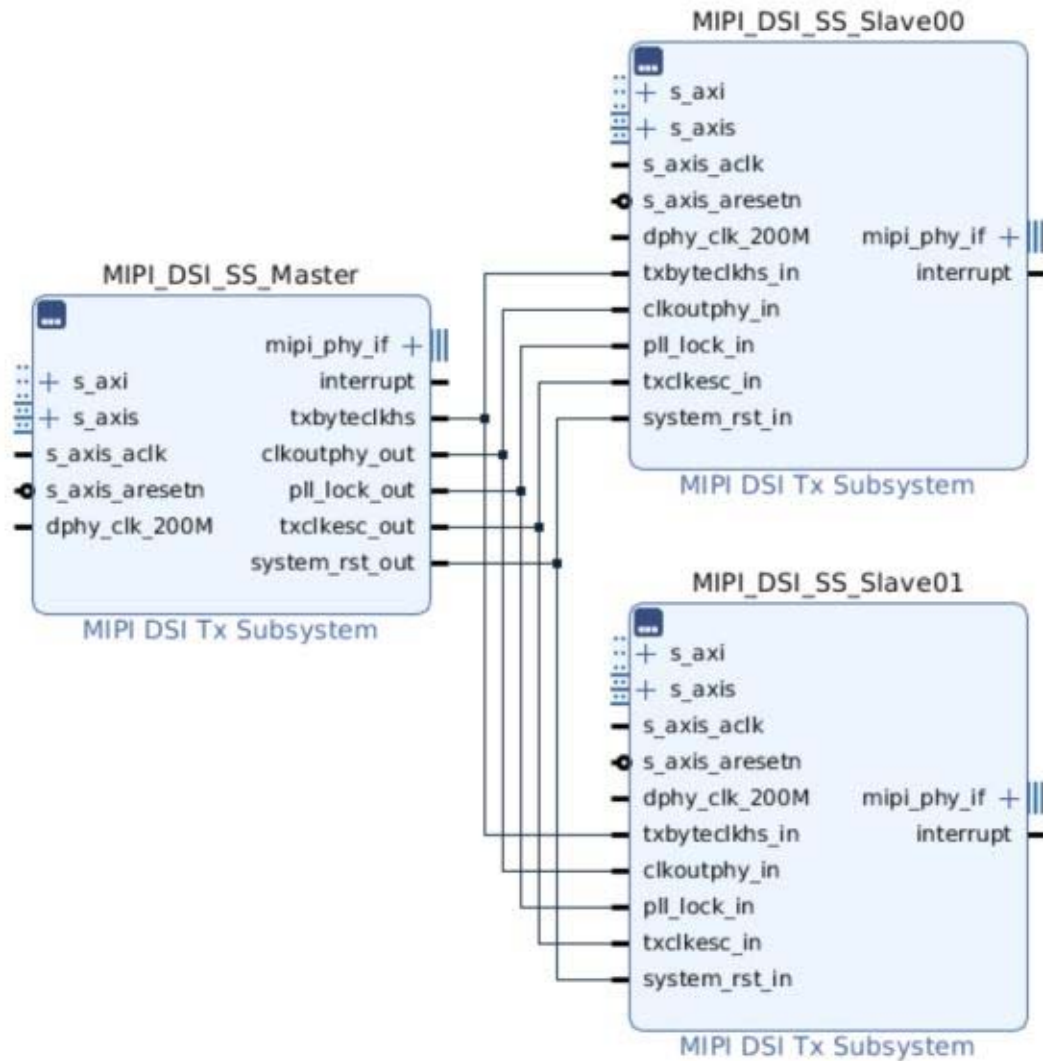 MIPI_DSI_SS_Slave00
s_axi
s_axis
s_axis_aclk
s_axis_aresetn
dphy_clk_200M
mipi_phy_if
txbyteclkhs_in
interrupt
clkoutphy_in
pll_lock_in
txclkesc_in
system_rst_in
MIPI DSI Tx Subsystem
MIPI_DSI_SS_Master
mipi_phy_if
s_axi
interrupt
s_axis
txbyteclkhs
s_axis_aclk
clkoutphy_out
s_axis_aresetn
pll_lock_out
dphy_clk_200M
txclkesc_out
system_rst_out
MIPI DSI Tx Subsystem
MIPI_DSI_SS_Slave01
s_axi
s_axis
s_axis_aclk
s_axis_aresetn
dphy_clk_200M
mipi_phy_if
txbyteclkhs_in
interrupt
clkoutphy_in
pll_lock_in
txclkesc_in
system_rst_in
MIPI DSI Tx Subsystem